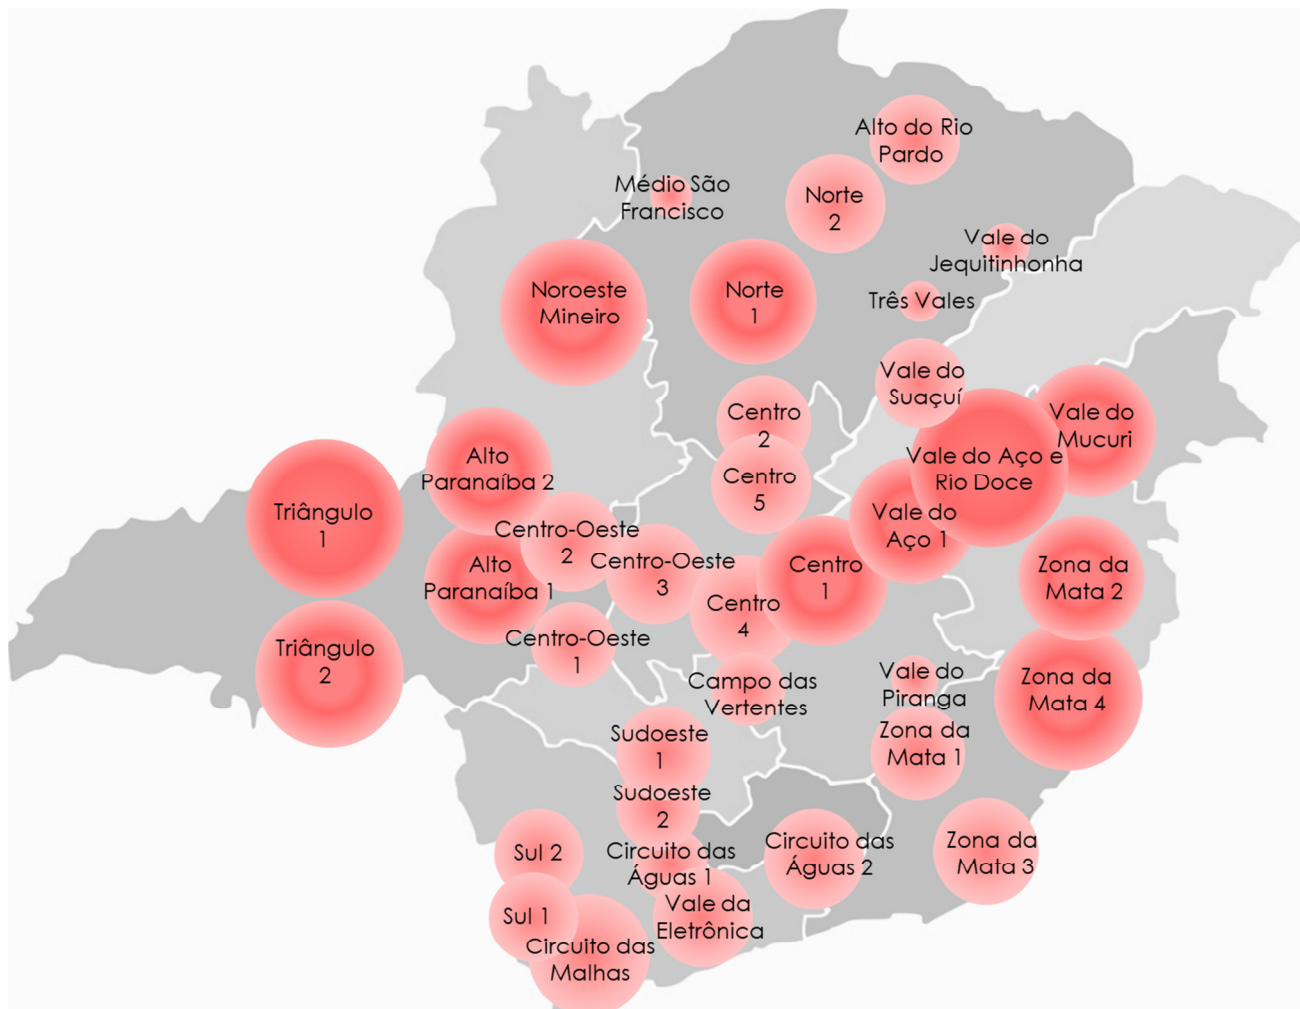 Alto do Rio
Pardo
Médio São
Francisco
Norte
2
Vale do
Jequitinhonha
Noroeste
Mineiro
Norte
1
Três Vales
Vale do
Suaçuí
Centro
2
Vale do
Mucuri
Alto
Paranaíba 2
Centro
5
Vale do Aço e
Rio Doce
Triângulo
1
Vale do
Aço 1
Centro-Oeste
2
Centro-Oeste
3
Alto
Paranaíba 1
Centro
1
Zona da
Mata 2
Centro
4
Centro-Oeste
1
Triângulo
2
Campo das
Vertentes
Vale do
Piranga
Zona da
Mata 4
Sudoeste
1
Zona da
Mata 1
Sudoeste
2
Sul 2
Circuito das
Águas 1
Circuito das
Águas 2
Zona da
Mata 3
Sul 1
Vale da
Eletrônica
Circuito das
Malhas